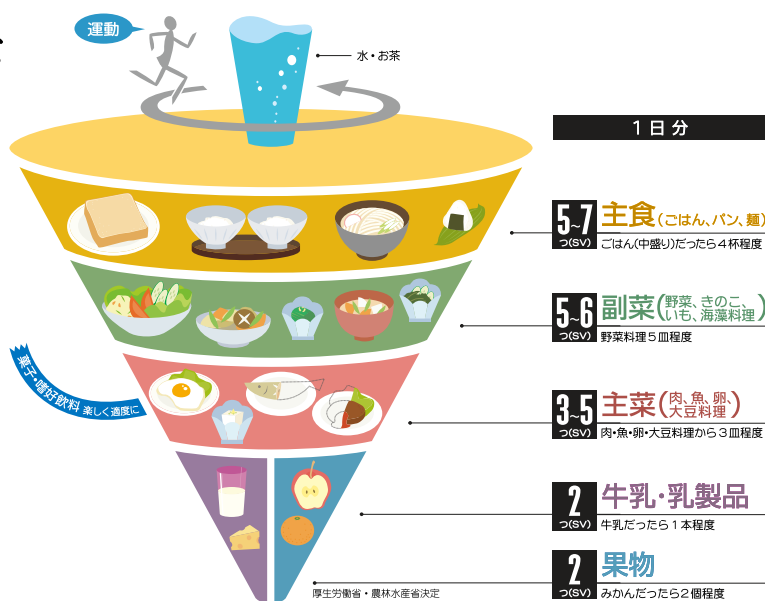 運動
水・お茶
1日分
5~7
つ(SV)
主食(ごはん、パン、麺)
ごはん(中盛り)だったら4杯程度
5~6
つ(SV)
副菜(野菜、きのこ、
いも、海藻料理)
野菜料理5皿程度
菓子・嗜好飲料 楽しく適度に
3~5
つ(SV)
主菜(肉、魚、卵、
大豆料理)
肉・魚・卵・大豆料理から3皿程度
2
つ(SV)
牛乳・乳製品
牛乳だったら1本程度
2
つ(SV)
果物
みかんだったら2個程度
厚生労働省・農林水産省決定